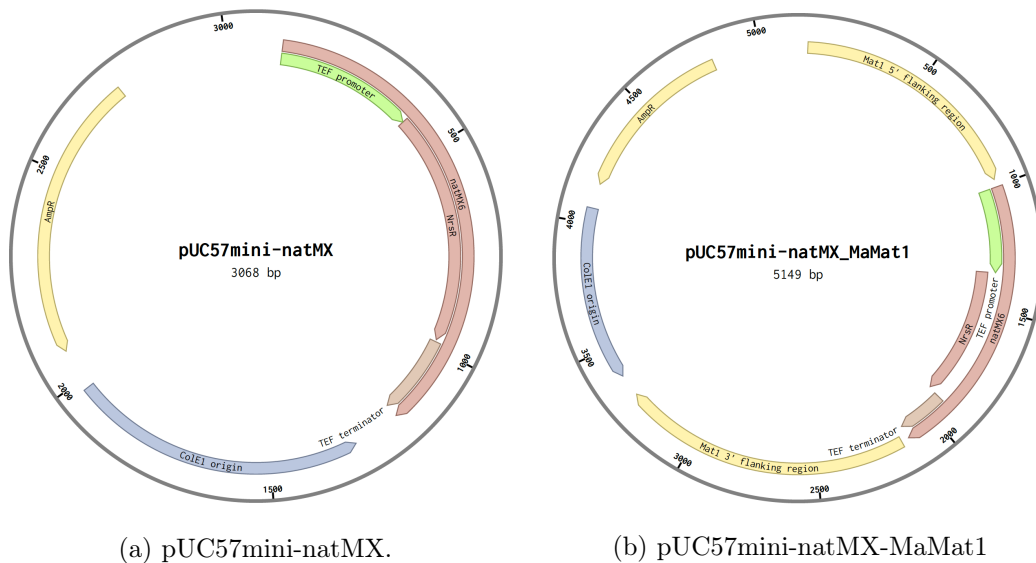 3000
TEF promoter
500
natMX6
NrsR
2500
AmpR
pUC57mini-natMX
3068 bp
1000
2000
TEF terminator
ColE1 origin
1500
(a) pUC57mini-natMX.
5000
Mat1 5' flanking region
500
4500
AmpR
1000
4000
pUC57mini-natMX_MaMat1
5149 bp
ColE1 origin
TEF promoter
natMX6
NrsR
1500
3500
TEF terminator
2000
Mat1 3' flanking region
3000
2500
(b) pUC57mini-natMX-MaMat1